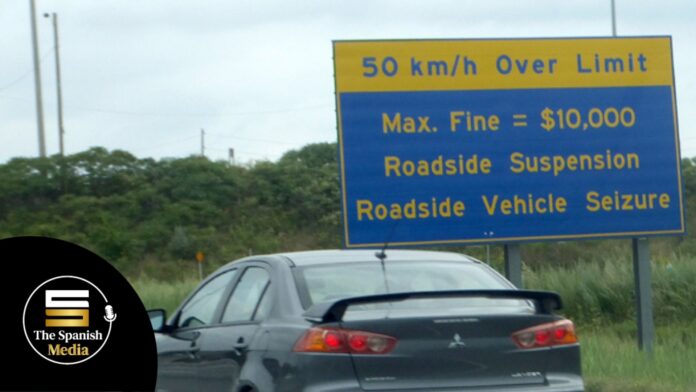 50 km/h Over Limit
Max. Fine = $10,000
Roadside Suspension
Roadside Vehicle Seizure
The Spanish
Media